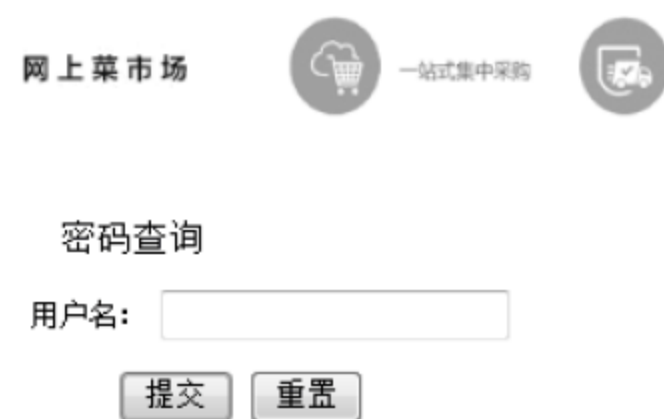 网上菜市场
一站式集中采购
密码查询
用户名:
提交 重置